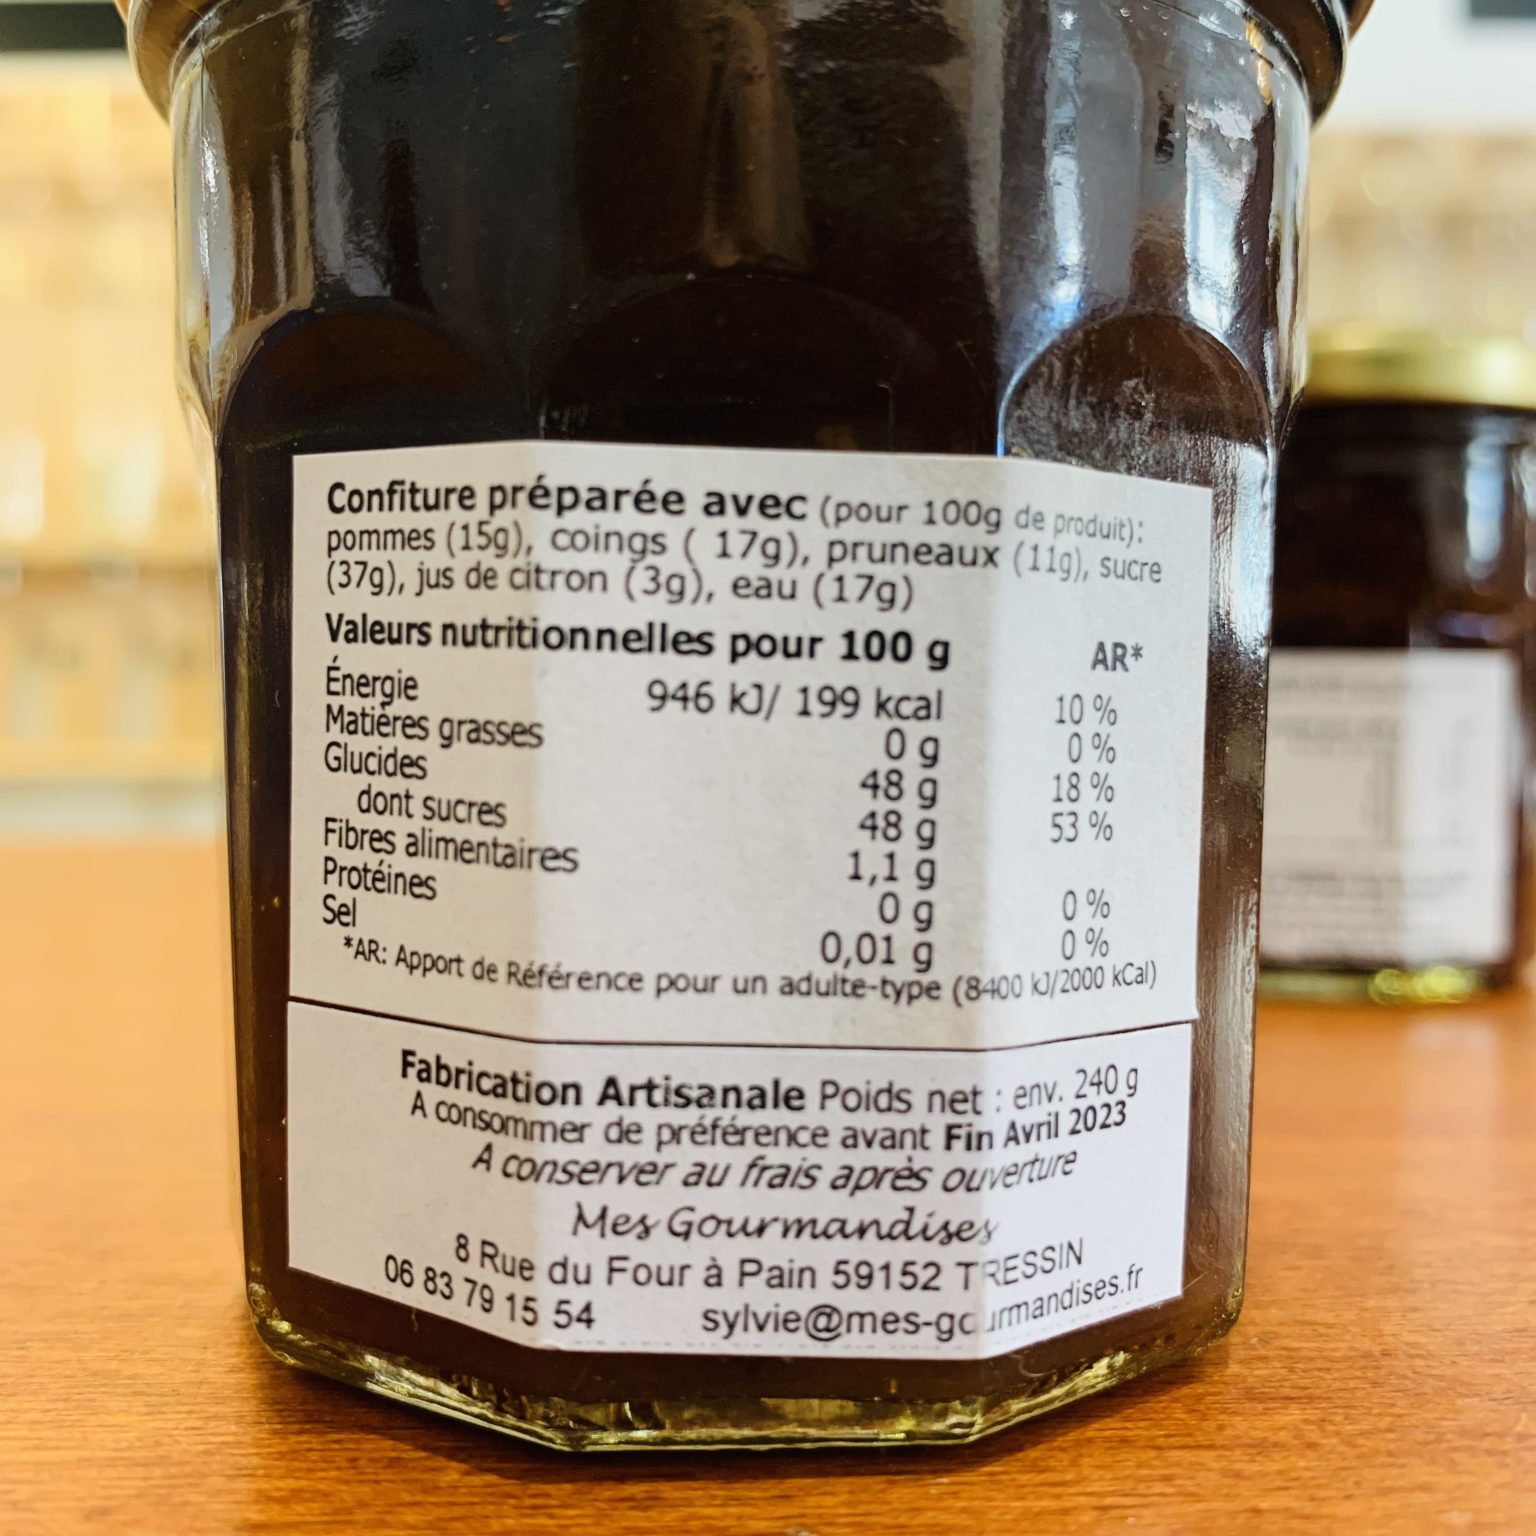 Confiture préparée avec (pour 100g de produit):
pommes (15g), coings ( 17g), pruneaux (11g), sucre
(37g), jus de citron (3g), eau (17g)
Valeurs nutritionnelles pour 100 g AR*
Énergie 946 kJ/ 199 kcal 10 %
Matières grasses 0 g 0 %
Glucides 48 g 18 %
dont sucres 48 g 53 %
Fibres alimentaires 1,1 g
Protéines 0 g 0 %
Sel 0,01 g 0 %
*AR: Apport de Référence pour un adulte-type (8400 kJ/2000 kCal)
Fabrication Artisanale Poids net : env. 240 g
A consommer de préférence avant Fin Avril 2023
A conserver au frais après ouverture
Mes Gourmandises
8 Rue du Four à Pain 59152 TRESSIN
06 83 79 15 54 sylvie@mes-gourmandises.fr